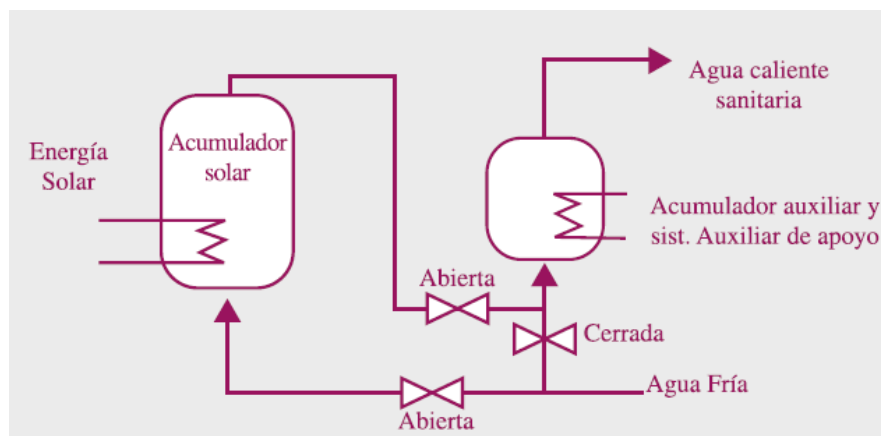 Energía
Solar
Acumulador
solar
Agua caliente
sanitaria
Acumulador auxiliar y
sist. Auxiliar de apoyo
Abierta
Cerrada
Agua Fría
Abierta